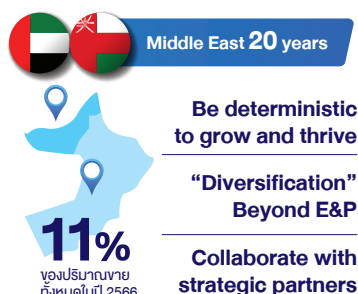 Middle East 20 years
Be deterministic
to grow and thrive
“Diversification”
Beyond E&P
Collaborate with
strategic partners
11%
ของปริมาณขาย
ทั้งหมดในปี 2566